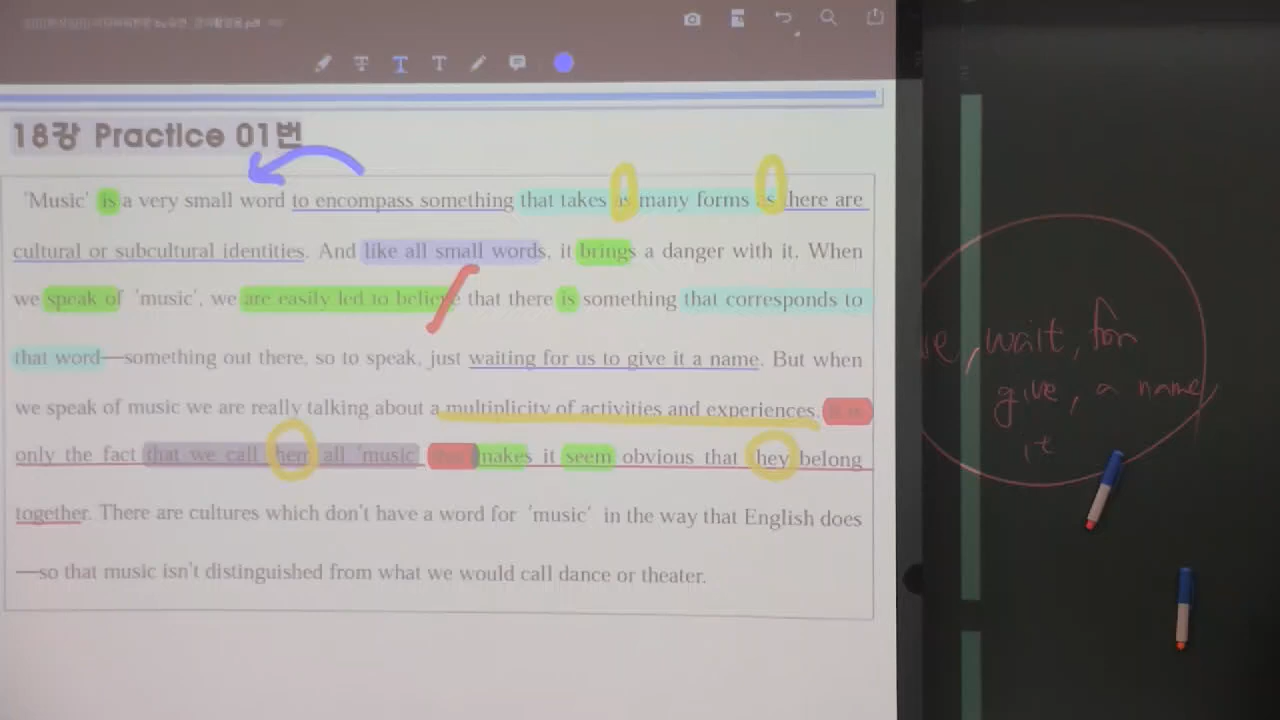 18강 Practice 01번
'Music' is a very small word to encompass something that takes as many forms as there are
cultural or subcultural identities. And like all small words, it brings a danger with it. When
we speak of 'music', we are easily led to believe that there is something that corresponds to
that word—something out there, so to speak, just waiting for us to give it a name. But when
we speak of music we are really talking about a multiplicity of activities and experiences. It is
only the fact that we call them all 'music' makes it seem obvious that they belong
together. There are cultures which don't have a word for 'music' in the way that English does
—so that music isn't distinguished from what we would call dance or theater.
wait, for
give, a name
it